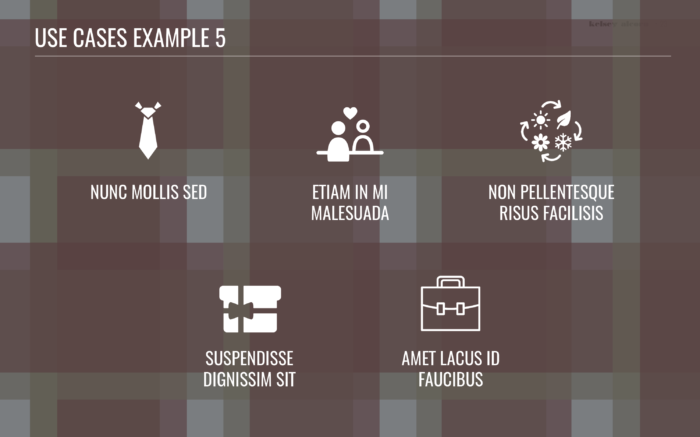 USE CASES EXAMPLE 5
NUNC MOLLIS SED
ETIAM IN MI
MALESUADA
NON PELLENTESQUE
RISUS FACILISIS
SUSPENDISSE
DIGNISSIM SIT
AMET LACUS ID
FAUCIBUS